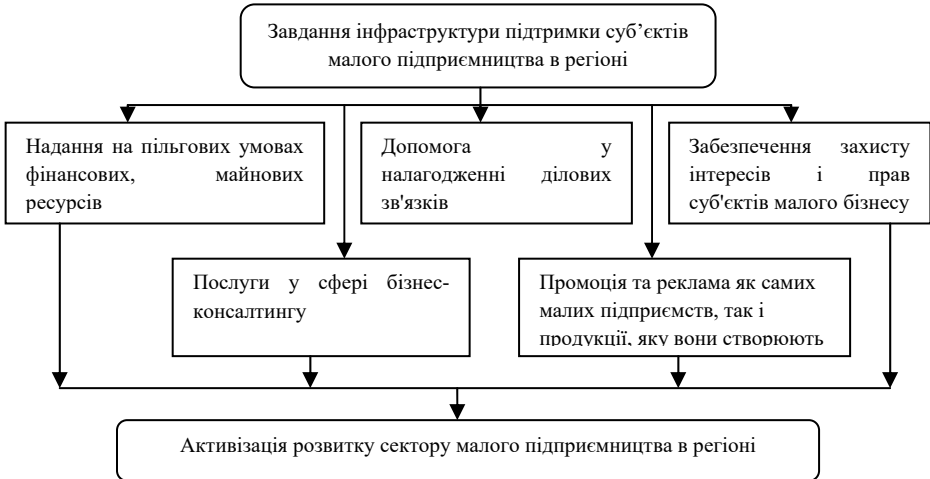 Завдання інфраструктури підтримки суб’єктів
малого підприємництва в регіоні
Надання на пільгових умовах
фінансових, майнових
ресурсів
Допомога у
налагодженні ділових
зв'язків
Забезпечення захисту
інтересів і прав
суб'єктів малого бізнесу
Послуги у сфері бізнес-
консалтингу
Промоція та реклама як самих
малих підприємств, так і
продукції, яку вони створюють
Активізація розвитку сектору малого підприємництва в регіоні